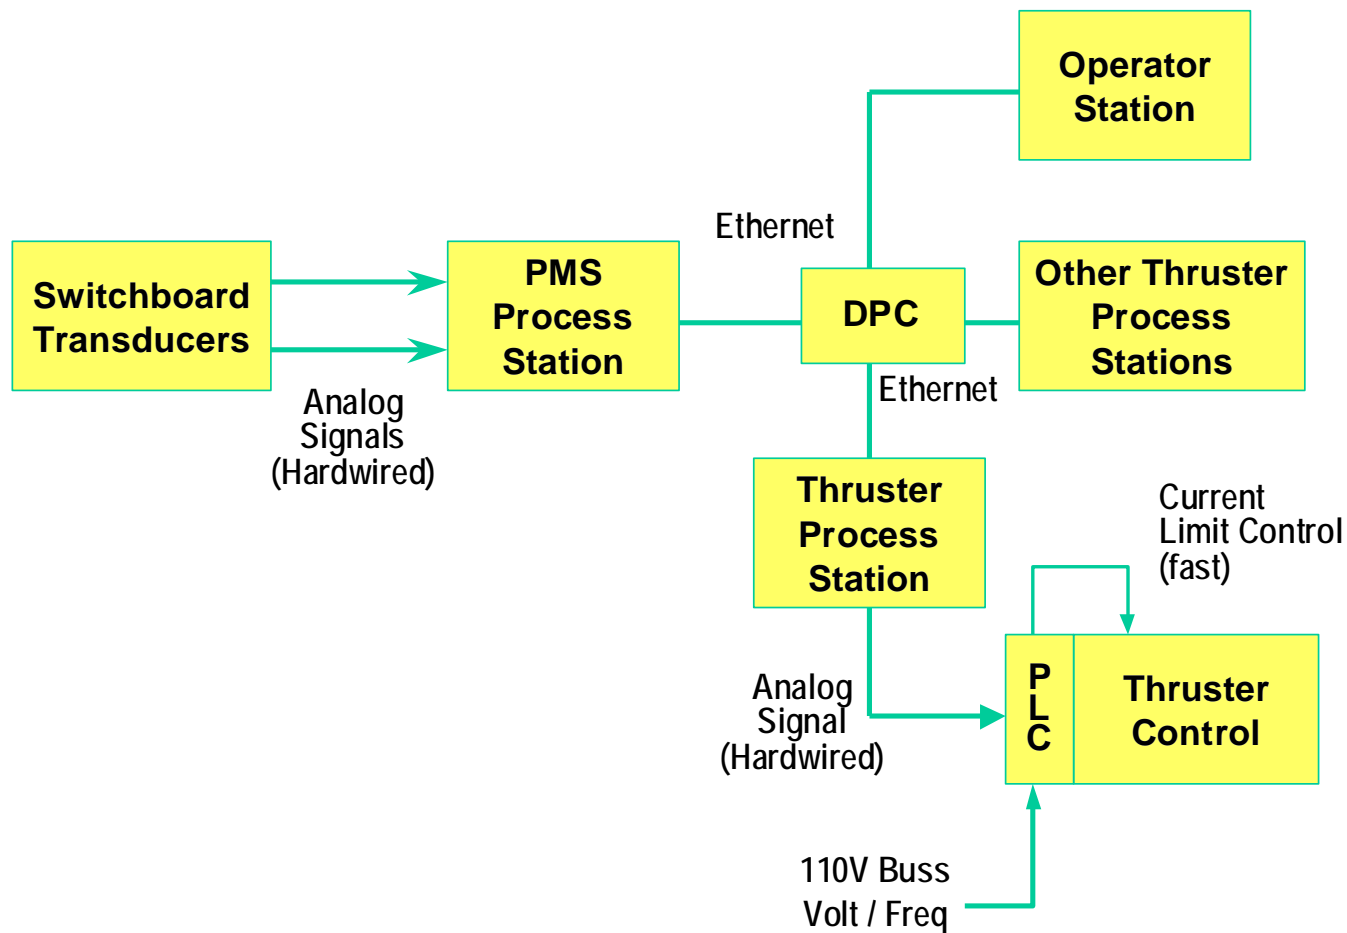 Operator
Station
Ethernet
Switchboard
Transducers
PMS
Process
Station
DPC
Other Thruster
Process
Stations
Analog
Signals
(Hardwired)
Ethernet
Thruster
Process
Station
Current
Limit Control
(fast)
Analog
Signal
(Hardwired)
P
L
C
Thruster
Control
110V Buss
Volt / Freq